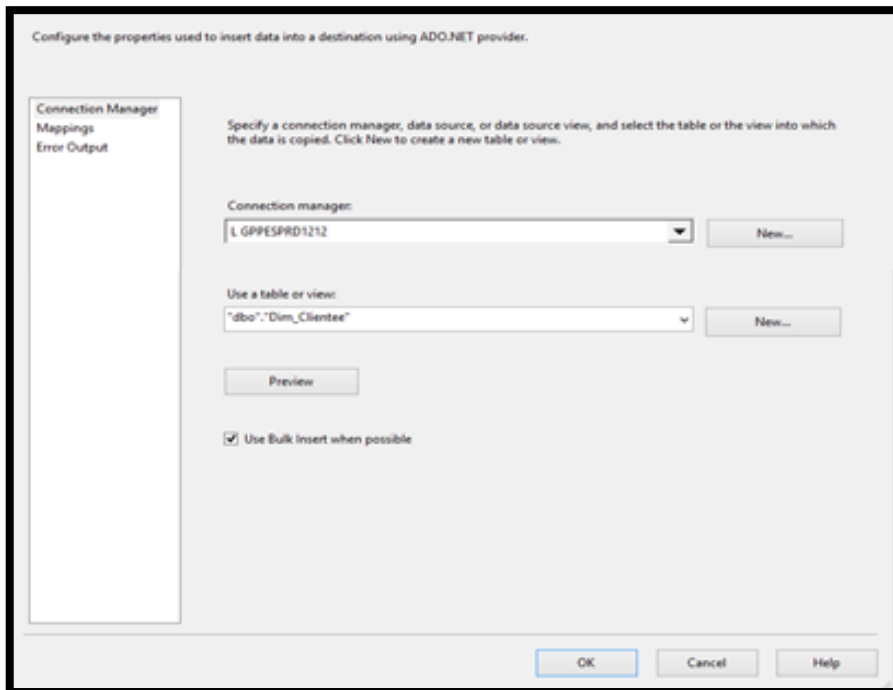 Configure the properties used to insert data into a destination using ADO.NET provider.
Connection Manager
Mappings
Error Output
Specify a connection manager, data source, or data source view, and select the table or the view into which
the data is copied. Click New to create a new table or view.
Connection manager:
L GPPESPRD1212
New...
Use a table or view:
"dbo"."Dim_Clientee"
New...
Preview
Use Bulk Insert when possible
OK
Cancel
Help